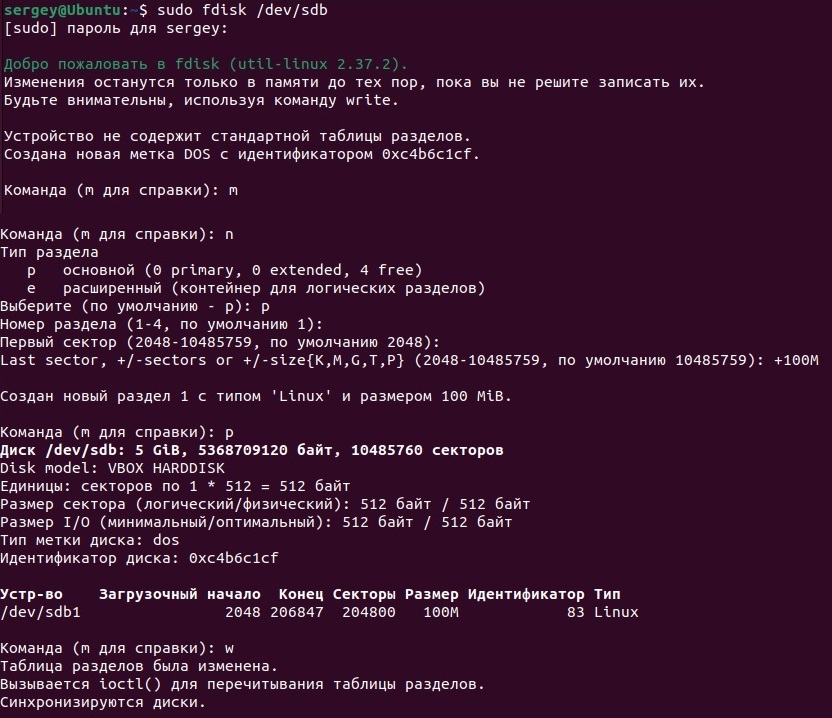 sergey@Ubuntu:~$ sudo fdisk /dev/sdb
[sudo] пароль для sergey:
Добро пожаловать в fdisk (util-linux 2.37.2).
Изменения останутся только в памяти до тех пор, пока вы не решите записать их.
Будьте внимательны, используя команду write.
Устройство не содержит стандартной таблицы разделов.
Создана новая метка DOS с идентификатором 0xc4b6c1cf.
Команда (m для справки): m
Команда (m для справки): n
Тип раздела
   p   основной (0 primary, 0 extended, 4 free)
   e   расширенный (контейнер для логических разделов)
Выберите (по умолчанию - p): p
Номер раздела (1-4, по умолчанию 1):
Первый сектор (2048-10485759, по умолчанию 2048):
Last sector, +/-sectors or +/-size{K,M,G,T,P} (2048-10485759, по умолчанию 10485759): +100M
Создан новый раздел 1 с типом 'Linux' и размером 100 MiB.
Команда (m для справки): p
Диск /dev/sdb: 5 GiB, 5368709120 байт, 10485760 секторов
Disk model: VBOX HARDDISK
Единицы: секторов по 1 * 512 = 512 байт
Размер сектора (логический/физический): 512 байт / 512 байт
Размер I/O (минимальный/оптимальный): 512 байт / 512 байт
Тип метки диска: dos
Идентификатор диска: 0xc4b6c1cf
Устр-во    Загрузочный начало  Конец Секторы Размер Идентификатор Тип
/dev/sdb1                2048 206847  204800   100M            83 Linux
Команда (m для справки): w
Таблица разделов была изменена.
Вызывается ioctl() для перечитывания таблицы разделов.
Синхронизируются диски.